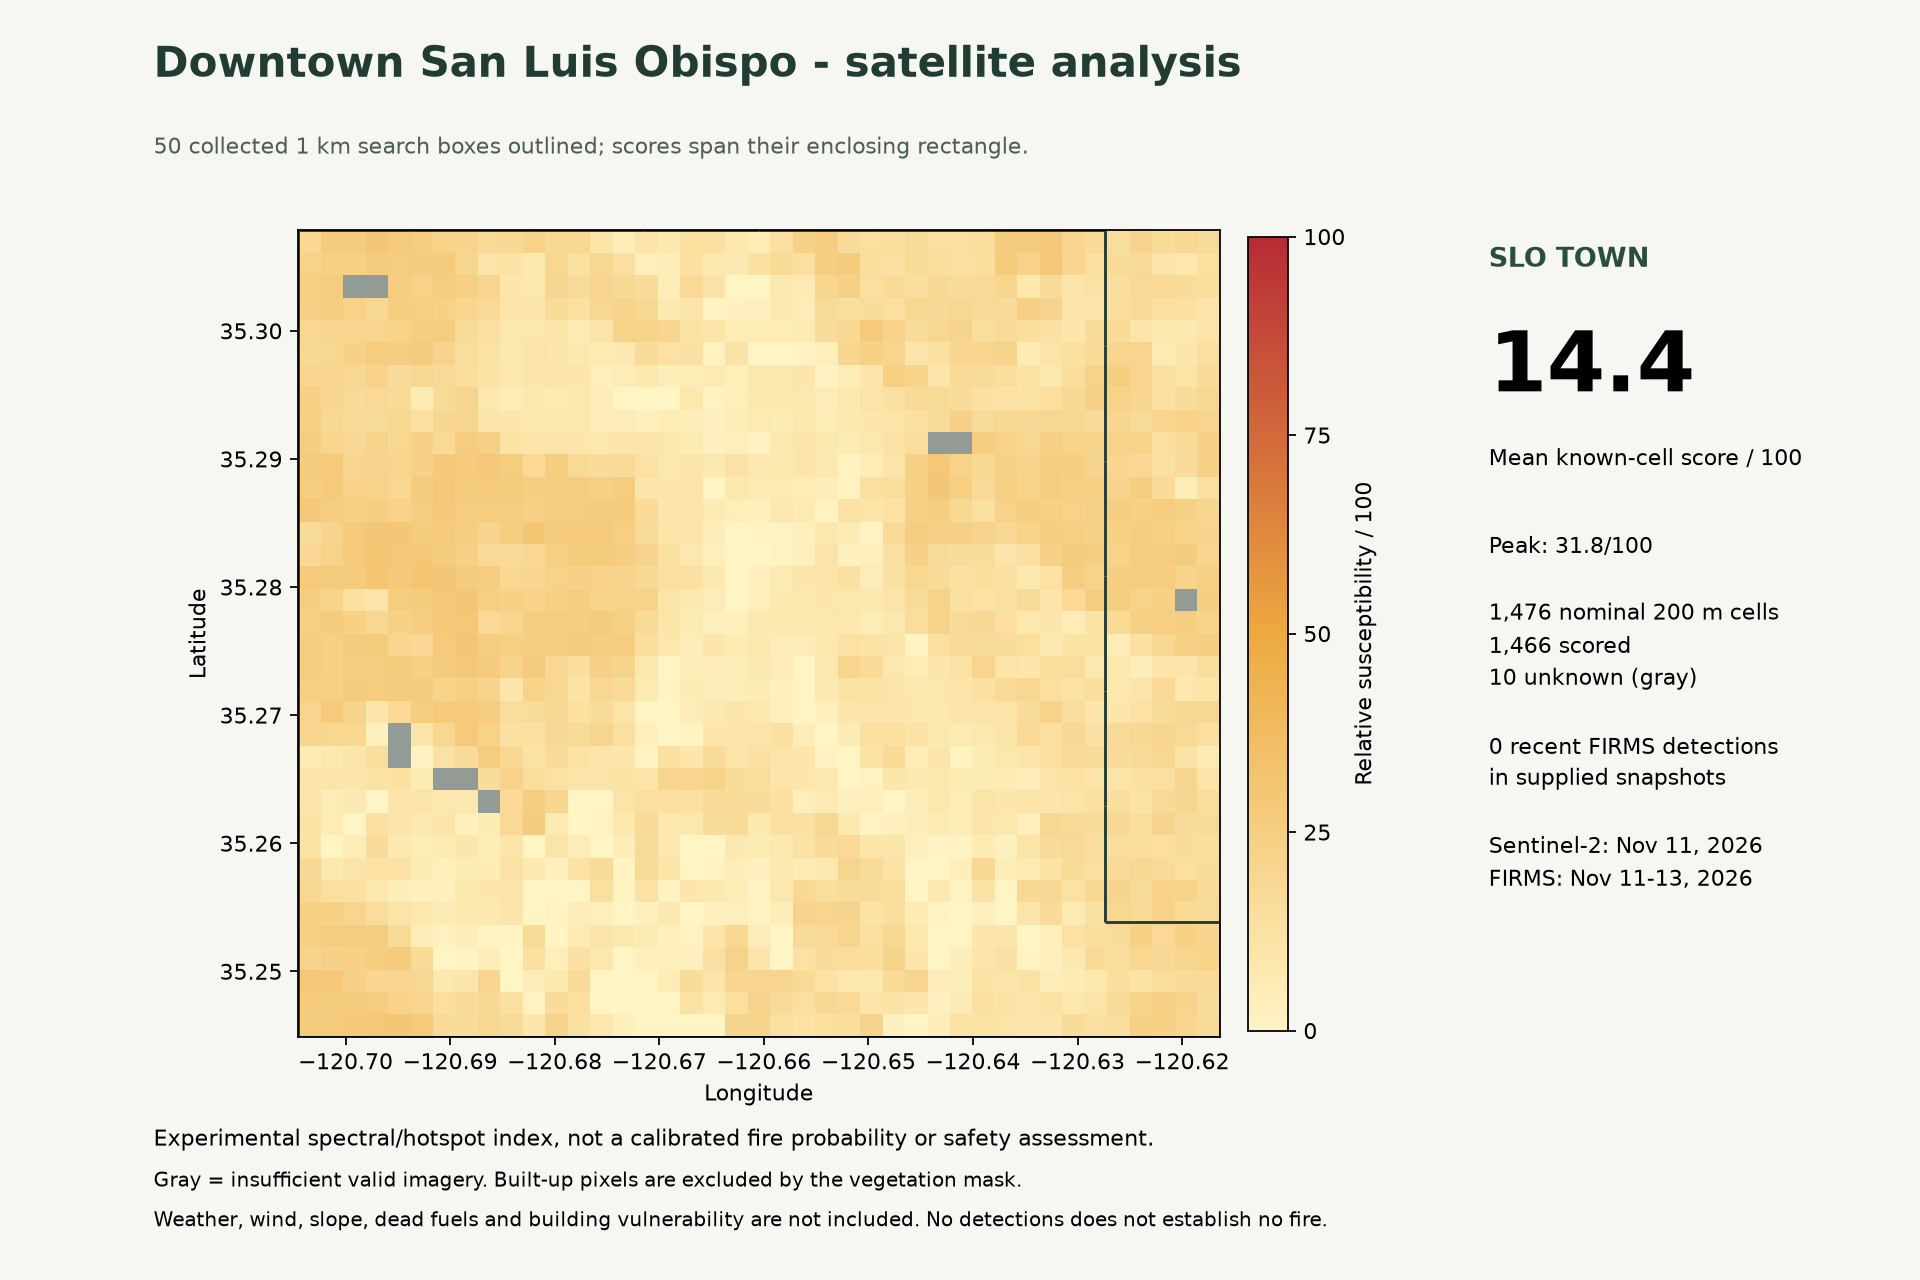 Downtown San Luis Obispo - satellite analysis
50 collected 1 km search boxes outlined; scores span their enclosing rectangle.
35.30
35.29
35.28
35.27
35.26
35.25
Latitude
−120.70 −120.69 −120.68 −120.67 −120.66 −120.65 −120.64 −120.63 −120.62
Longitude
100
75
50
25
0
Relative susceptibility / 100
SLO TOWN
14.4
Mean known-cell score / 100
Peak: 31.8/100
1,476 nominal 200 m cells
1,466 scored
10 unknown (gray)
0 recent FIRMS detections
in supplied snapshots
Sentinel-2: Nov 11, 2026
FIRMS: Nov 11-13, 2026
Experimental spectral/hotspot index, not a calibrated fire probability or safety assessment.
Gray = insufficient valid imagery. Built-up pixels are excluded by the vegetation mask.
Weather, wind, slope, dead fuels and building vulnerability are not included. No detections does not establish no fire.